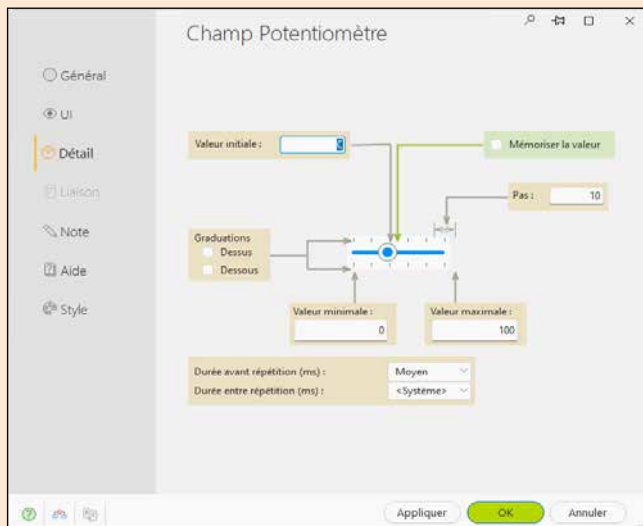 Champ Potentiomètre
Général
UI
Détail
Liaison
Note
Aide
Style
Valeur initiale :
Mémoriser la valeur
Pas :
10
Graduations
Dessus
Dessous
Valeur minimale :
0
Valeur maximale :
100
Durée avant répétition (ms) :
Moyen
Durée entre répétition (ms) :
<Système>
Appliquer
OK
Annuler